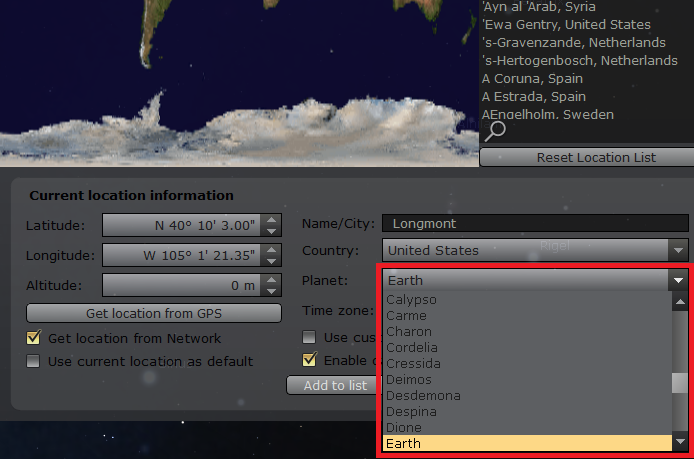 'Ayn al 'Arab, Syria
'Ewa Gentry, United States
's-Gravenzande, Netherlands
's-Hertogenbosch, Netherlands
A Coruna, Spain
A Estrada, Spain
AEngelholm, Sweden
Reset Location List
Current location information
Latitude: N 40° 10' 3.00"
Longitude: W 105° 1' 21.35"
Altitude: 0 m
Get location from GPS
Get location from Network
Use current location as default
Name/City: Longmont
Country: United States
Rigel
Planet: Earth
Time zone:
Use cus
Enable
Add to list
Calypso
Carme
Charon
Cordelia
Cressida
Deimos
Desdemona
Despina
Dione
Earth